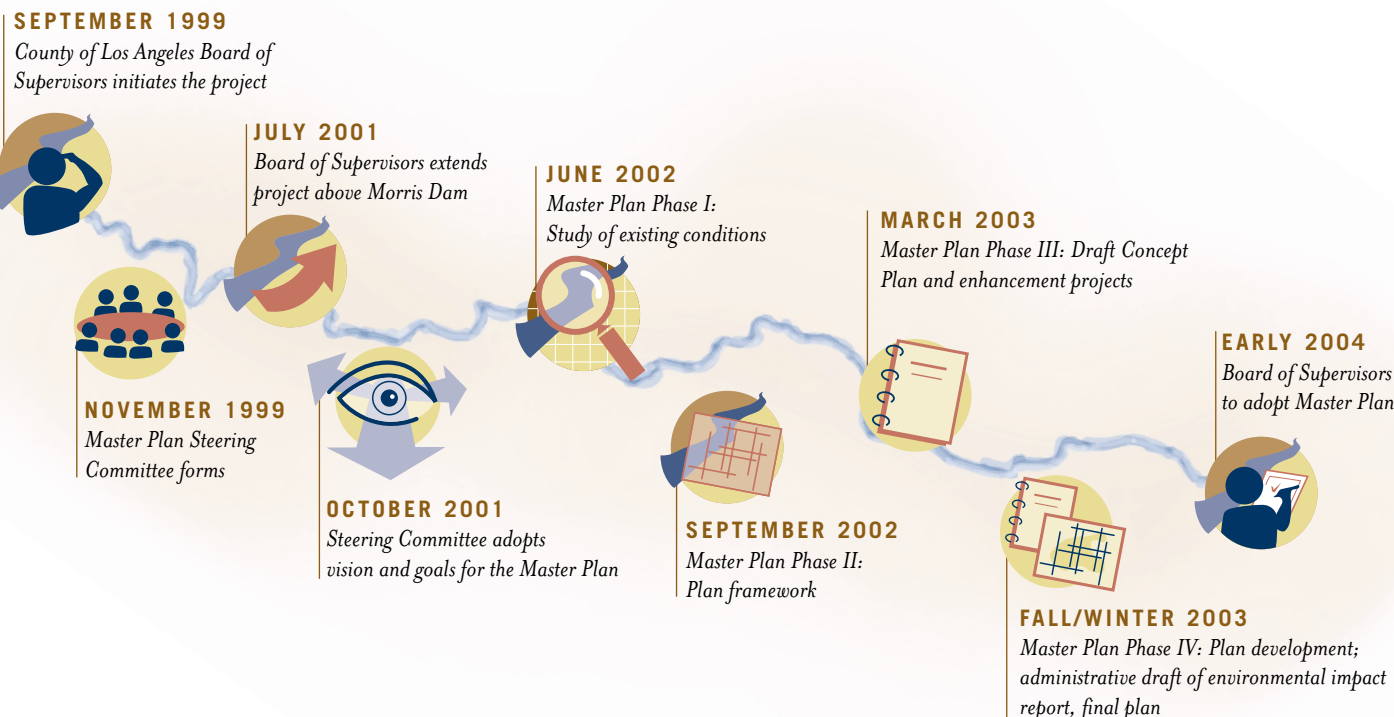 SEPTEMBER 1999
County of Los Angeles Board of
Supervisors initiates the project
NOVEMBER 1999
Master Plan Steering
Committee forms
JULY 2001
Board of Supervisors extends
project above Morris Dam
OCTOBER 2001
Steering Committee adopts
vision and goals for the Master Plan
JUNE 2002
Master Plan Phase I:
Study of existing conditions
SEPTEMBER 2002
Master Plan Phase II:
Plan framework
MARCH 2003
Master Plan Phase III: Draft Concept
Plan and enhancement projects
FALL/WINTER 2003
Master Plan Phase IV: Plan development;
administrative draft of environmental impact
report, final plan
EARLY 2004
Board of Supervisors
to adopt Master Plan